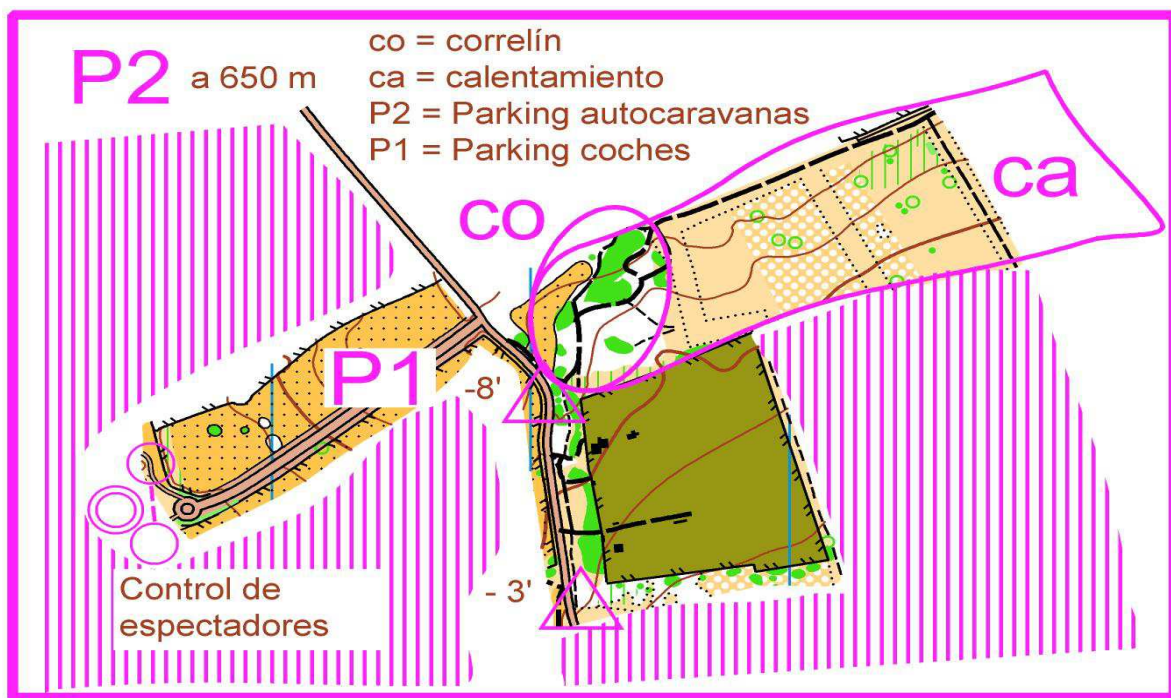 P2 a 650 m
co = correlín
ca = calentamiento
P2 = Parking autocaravanas
P1 = Parking coches
ca
co
P1
-8'
- 3'
Control de
espectadores